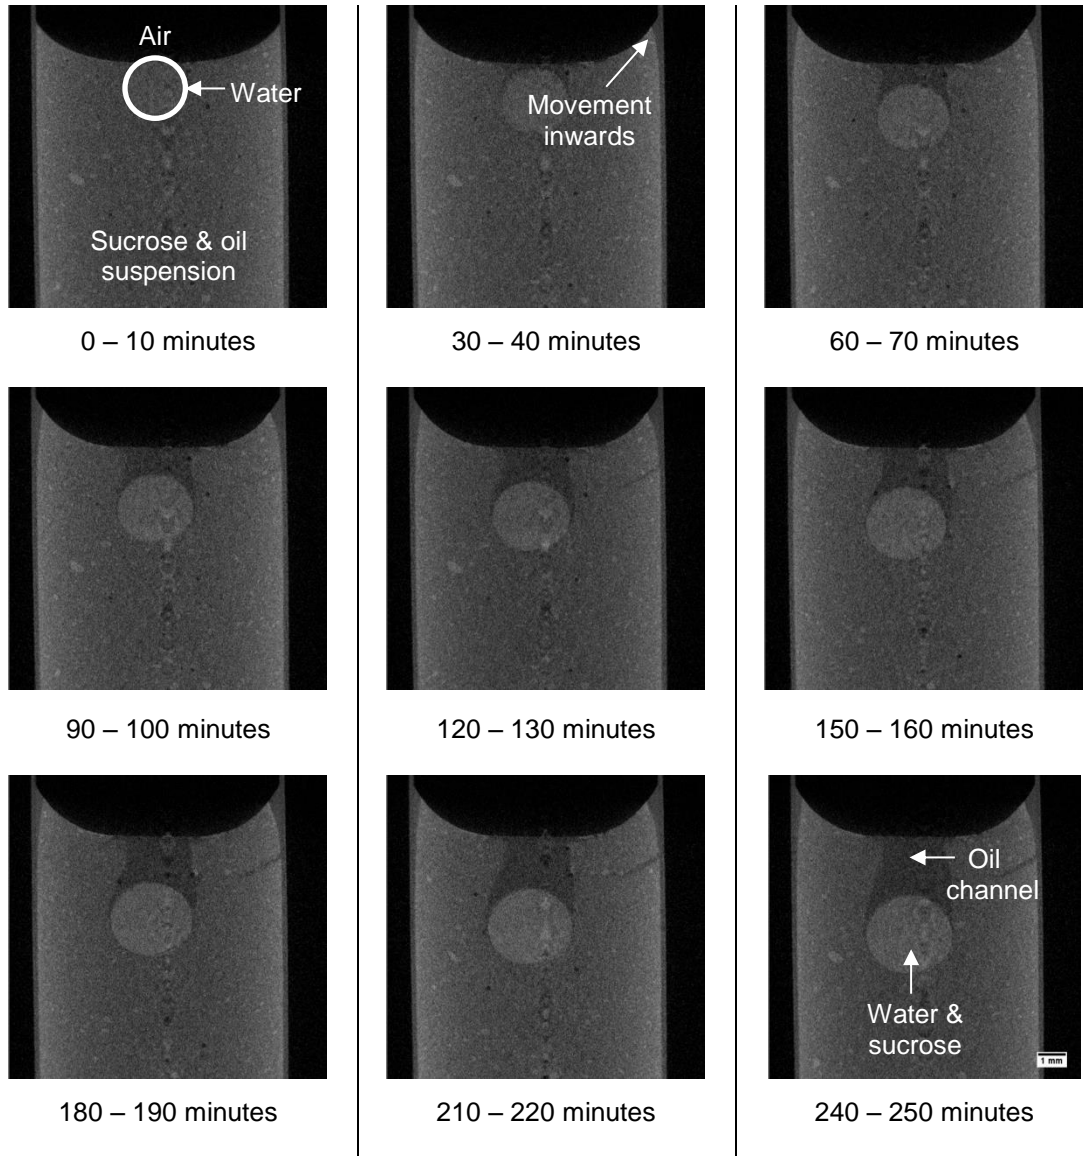 Air
Water
Sucrose & oil
suspension
Movement
inwards
0 – 10 minutes
30 – 40 minutes
60 – 70 minutes
90 – 100 minutes
120 – 130 minutes
150 – 160 minutes
Oil
channel
Water &
sucrose
1 mm
180 – 190 minutes
210 – 220 minutes
240 – 250 minutes